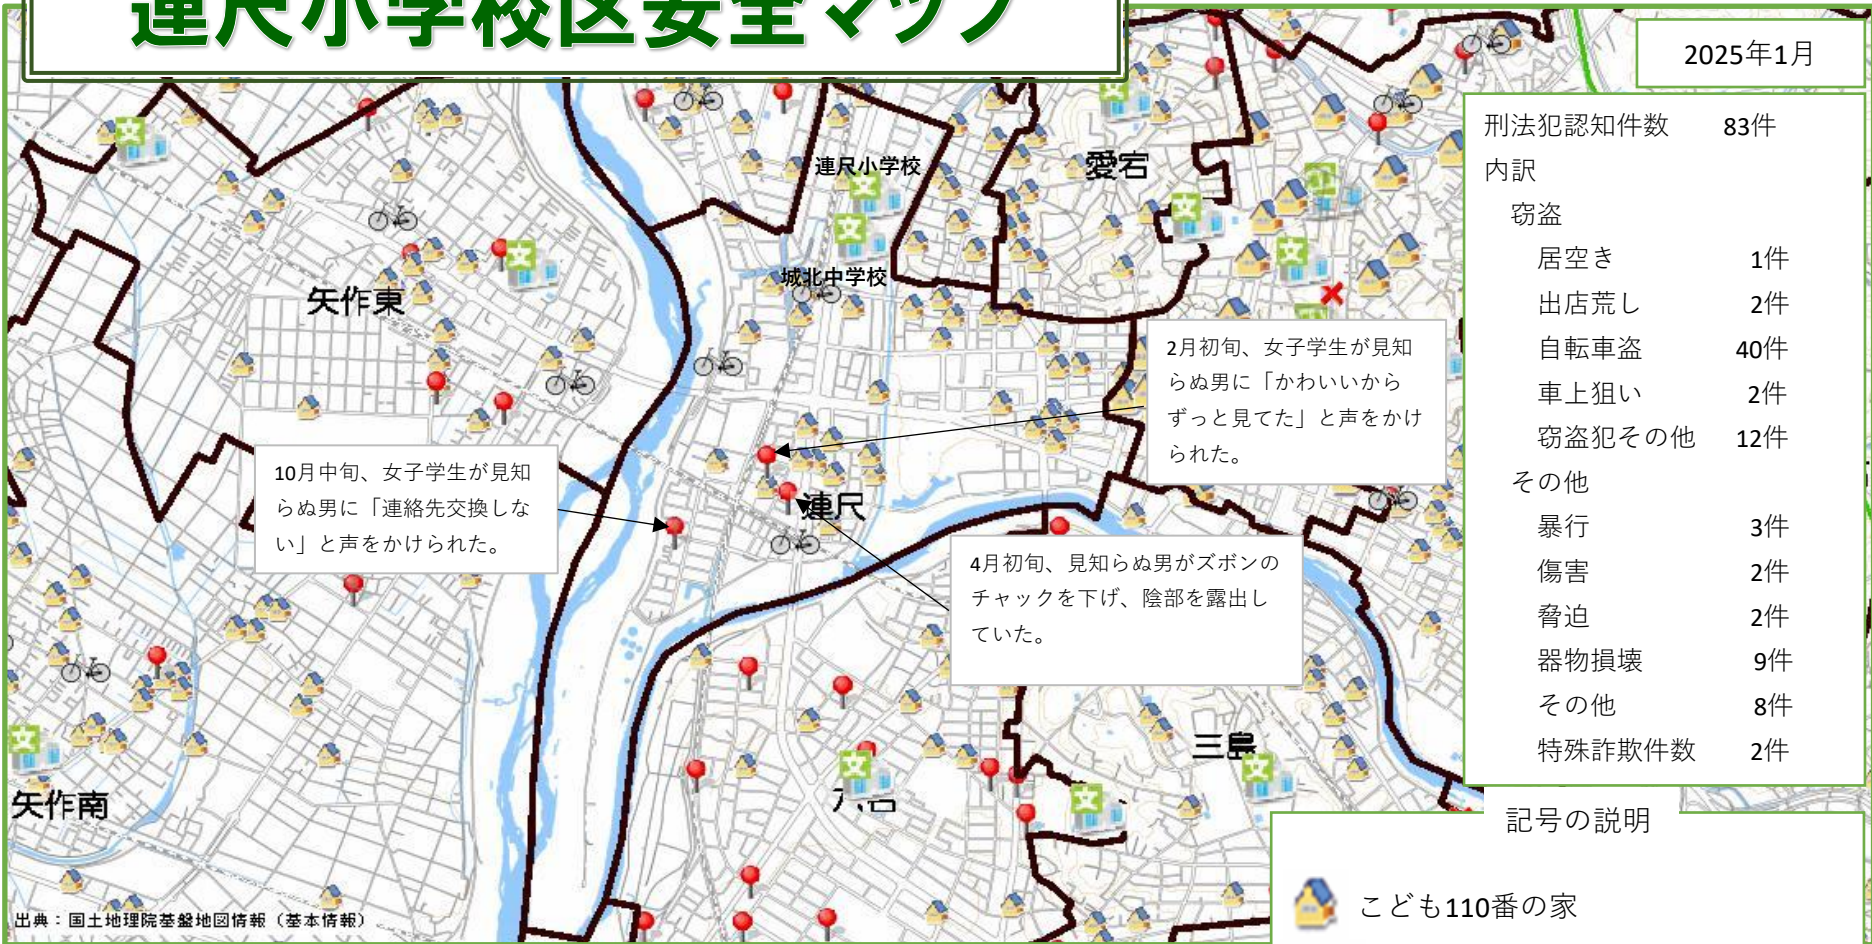 連尺小学校区安全マップ
2025年1月
刑法犯認知件数 83件
内訳
窃盗
居空き 1件
出店荒し 2件
自転車盗 40件
車上狙い 2件
窃盗犯その他 12件
その他
暴行 3件
傷害 2件
脅迫 2件
器物損壊 9件
その他 8件
特殊詐欺件数 2件
連尺小学校
文
城北中学校
愛宕
矢作東
2月初旬、女子学生が見知
らぬ男に「かわいいから
ずっと見てた」と声をかけ
られた。
10月中旬、女子学生が見知
らぬ男に「連絡先交換しな
い」と声をかけられた。
連尺
4月初旬、見知らぬ男がズボンの
チャックを下げ、陰部を露出し
ていた。
三島
矢作南
記号の説明
こども110番の家
出典：国土地理院基盤地図情報（基本情報）